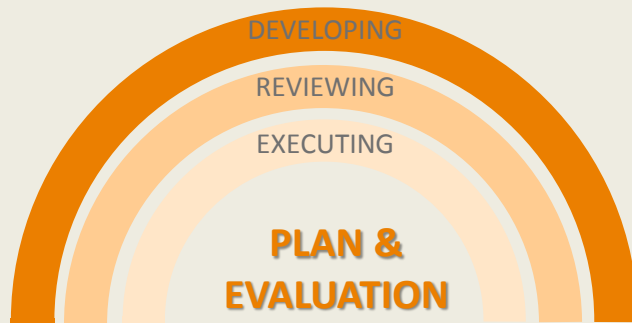 DEVELOPING
REVIEWING
EXECUTING
PLAN &
EVALUATION